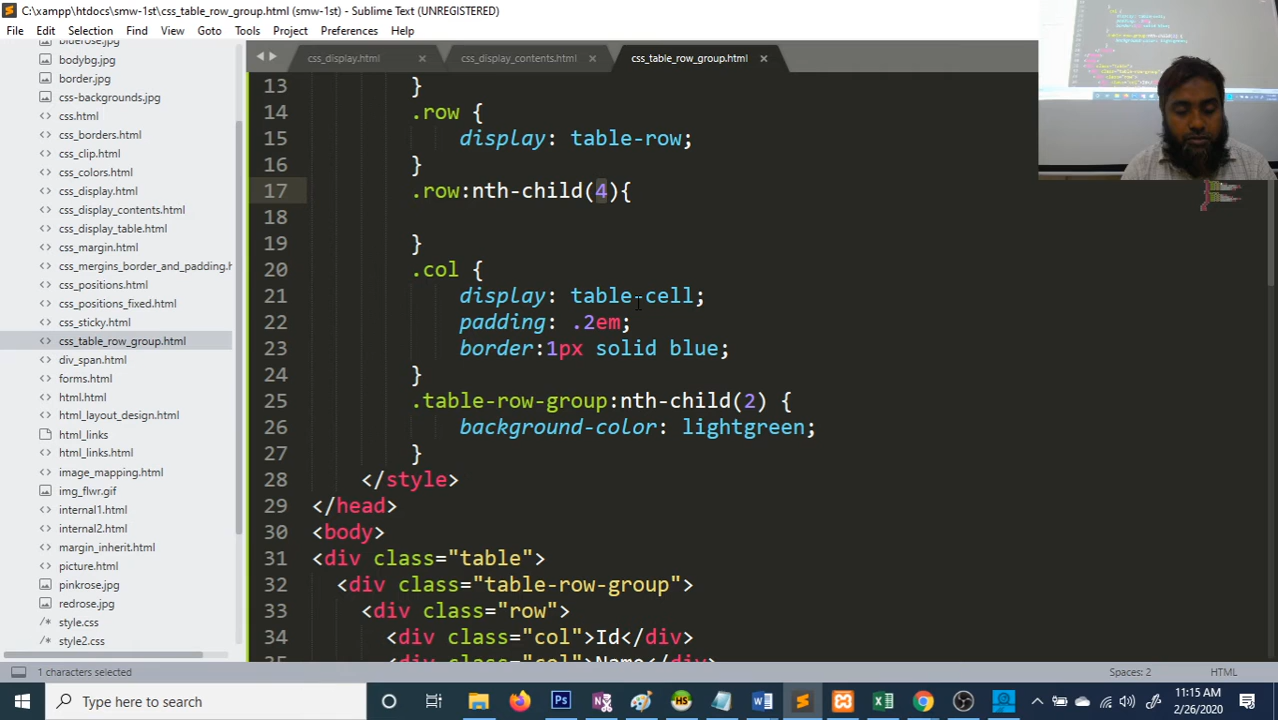 C:\xampp\htdocs\smw-1st\css_table_row_group.html (smw-1st) - Sublime Text (UNREGISTERED)
File Edit Selection Find View Goto Tools Project Preferences Help
css_display.html css_display_contents.html css_table_row_group.html
bluerose.jpg
bodybg.jpg
border.jpg
css-backgrounds.jpg
css.html
css_borders.html
css_clip.html
css_colors.html
css_display.html
css_display_contents.html
css_display_table.html
css_margin.html
css_mergins_border_and_padding.h
css_positions.html
css_positions_fixed.html
css_sticky.html
css_table_row_group.html
div_span.html
forms.html
html.html
html_layout_design.html
html_links
html_links.html
image_mapping.html
img_flwr.gif
internal1.html
internal2.html
margin_inherit.html
picture.html
pinkrose.jpg
redrose.jpg
style.css
style2.css
13 }
14 .row {
15 display: table-row;
16 }
17 .row:nth-child(4){
18
19 }
20 .col {
21 display: table-cell;
22 padding: .2em;
23 border:1px solid blue;
24 }
25 .table-row-group:nth-child(2) {
26 background-color: lightgreen;
27 }
28 </style>
29 </head>
30 <body>
31 <div class="table">
32 <div class="table-row-group">
33 <div class="row">
34 <div class="col">Id</div>
35 <div class="col">Name</div>
1 characters selected Spaces: 2 HTML
Type here to search
11:15 AM
2/26/2020